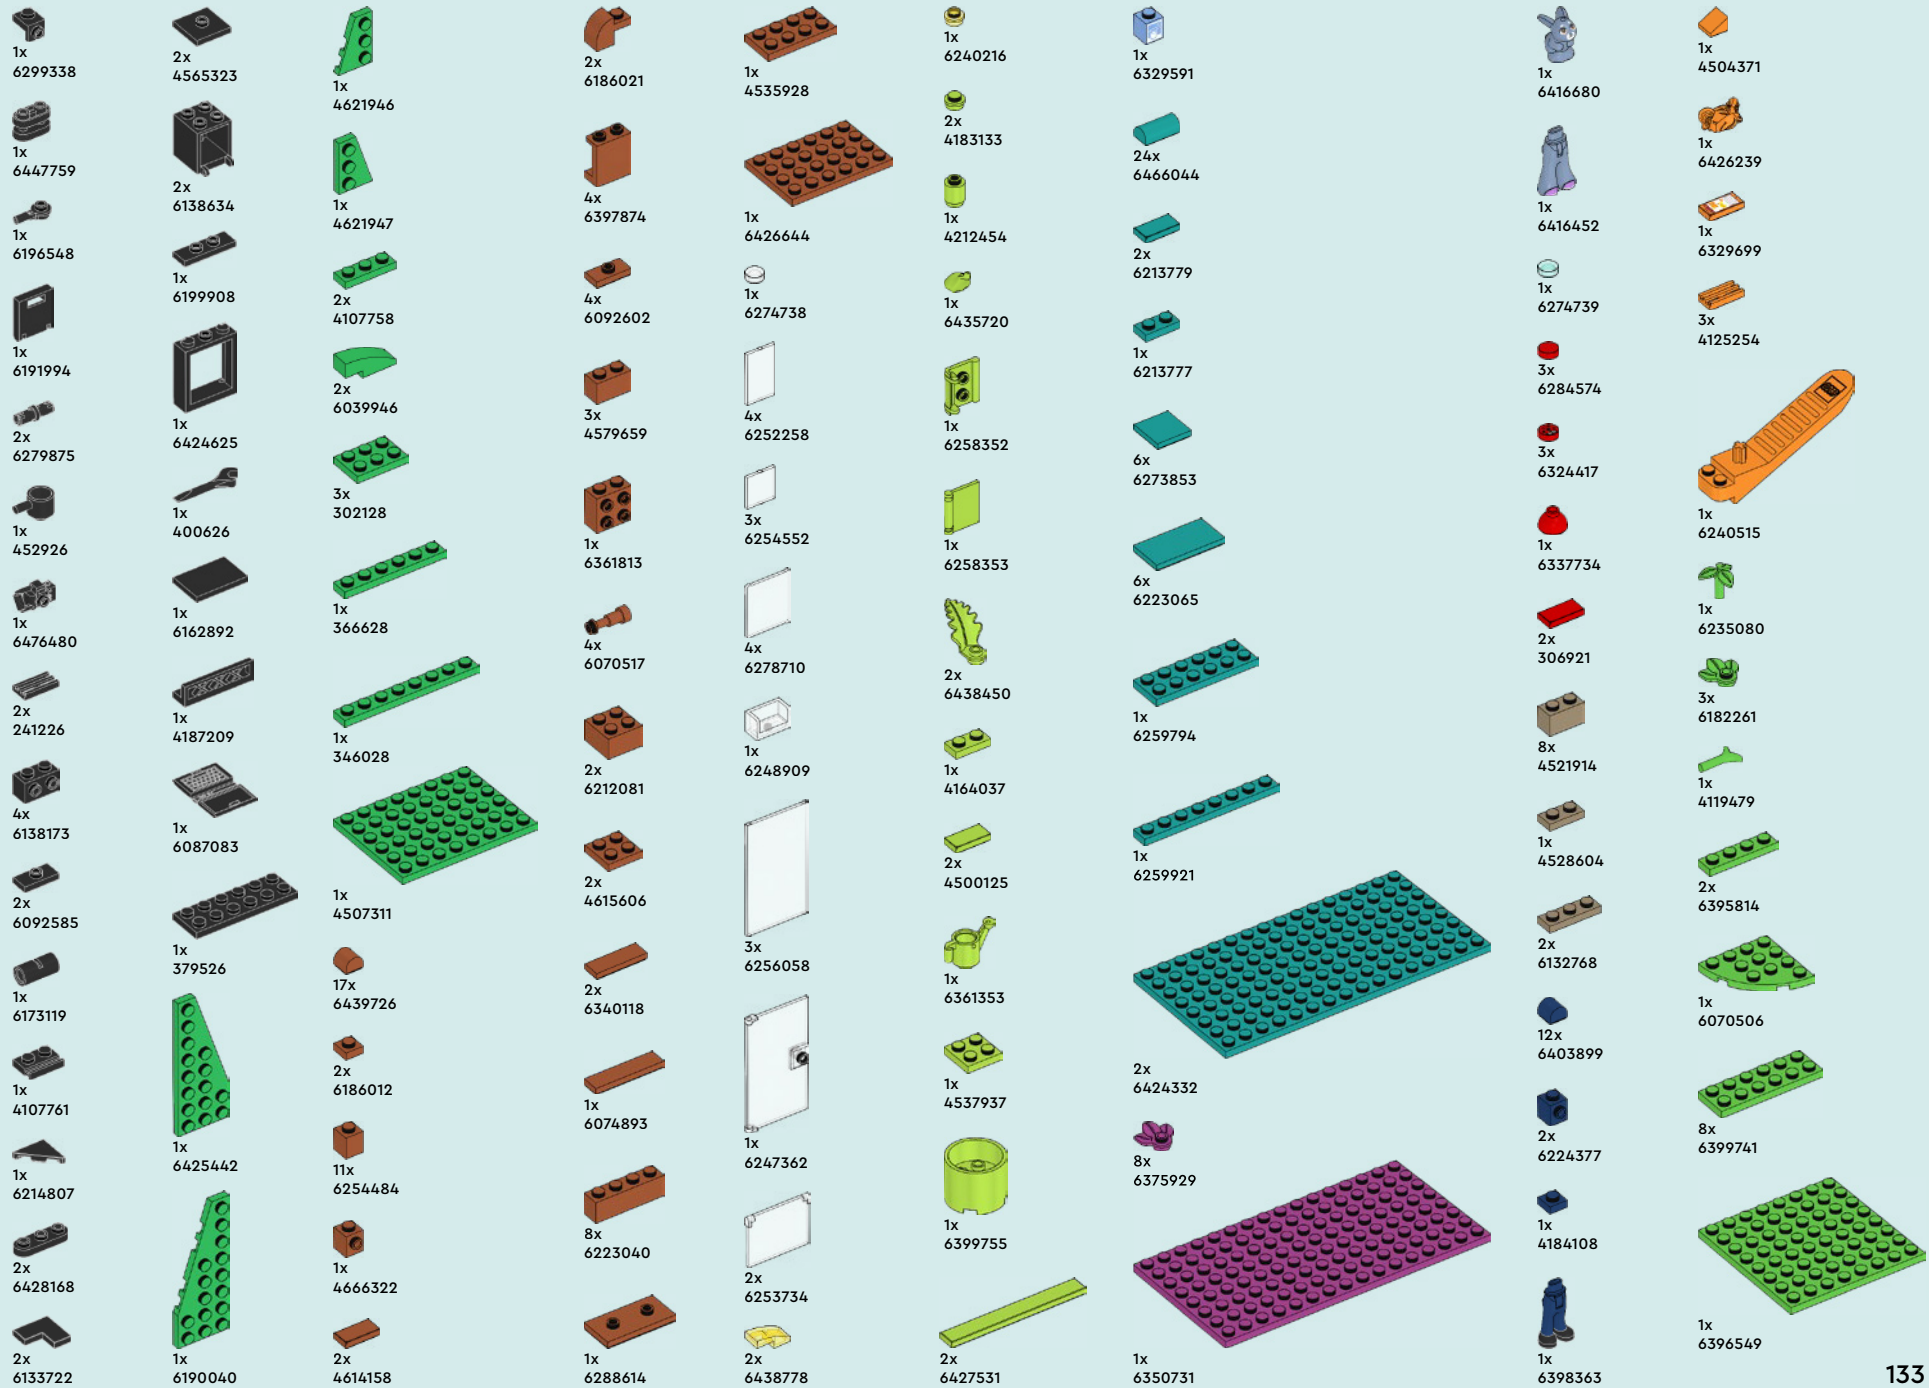 1x
6299338
1x
6447759
1x
6196548
1x
6191994
2x
6279875
1x
452926
1x
6476480
2x
241226
4x
6138173
2x
6092585
1x
6173119
1x
4107761
1x
6214807
2x
6428168
2x
6133722
2x
4565323
2x
6138634
1x
6199908
1x
6424625
1x
400626
1x
6162892
1x
4187209
1x
6087083
1x
379526
1x
6425442
1x
6190040
1x
4621946
1x
4621947
2x
4107758
2x
6039946
3x
302128
1x
366628
1x
346028
1x
4507311
17x
6439726
2x
6186012
11x
6254484
1x
4666322
2x
4614158
2x
6186021
4x
6397874
4x
6092602
3x
4579659
1x
6361813
4x
6070517
2x
6212081
2x
4615606
2x
6340118
1x
6074893
8x
6223040
1x
6288614
1x
4535928
1x
6426644
1x
6274738
4x
6252258
3x
6254552
4x
6278710
1x
6248909
3x
6256058
1x
6247362
2x
6253734
2x
6438778
1x
6240216
2x
4183133
1x
4212454
1x
6435720
1x
6258352
1x
6258353
2x
6438450
1x
4164037
2x
4500125
1x
6361353
1x
4537937
1x
6399755
2x
6427531
1x
6329591
24x
6466044
2x
6213779
1x
6213777
6x
6273853
6x
6223065
1x
6259794
1x
6259921
2x
6424332
8x
6375929
1x
6350731
1x
6416680
1x
6416452
1x
6274739
3x
6284574
3x
6324417
1x
6337734
2x
306921
8x
4521914
1x
4528604
2x
6132768
12x
6403899
2x
6224377
1x
4184108
1x
6398363
1x
4504371
1x
6426239
1x
6329699
3x
4125254
1x
6240515
1x
6235080
3x
6182261
1x
4119479
2x
6395814
1x
6070506
8x
6399741
1x
6396549
133